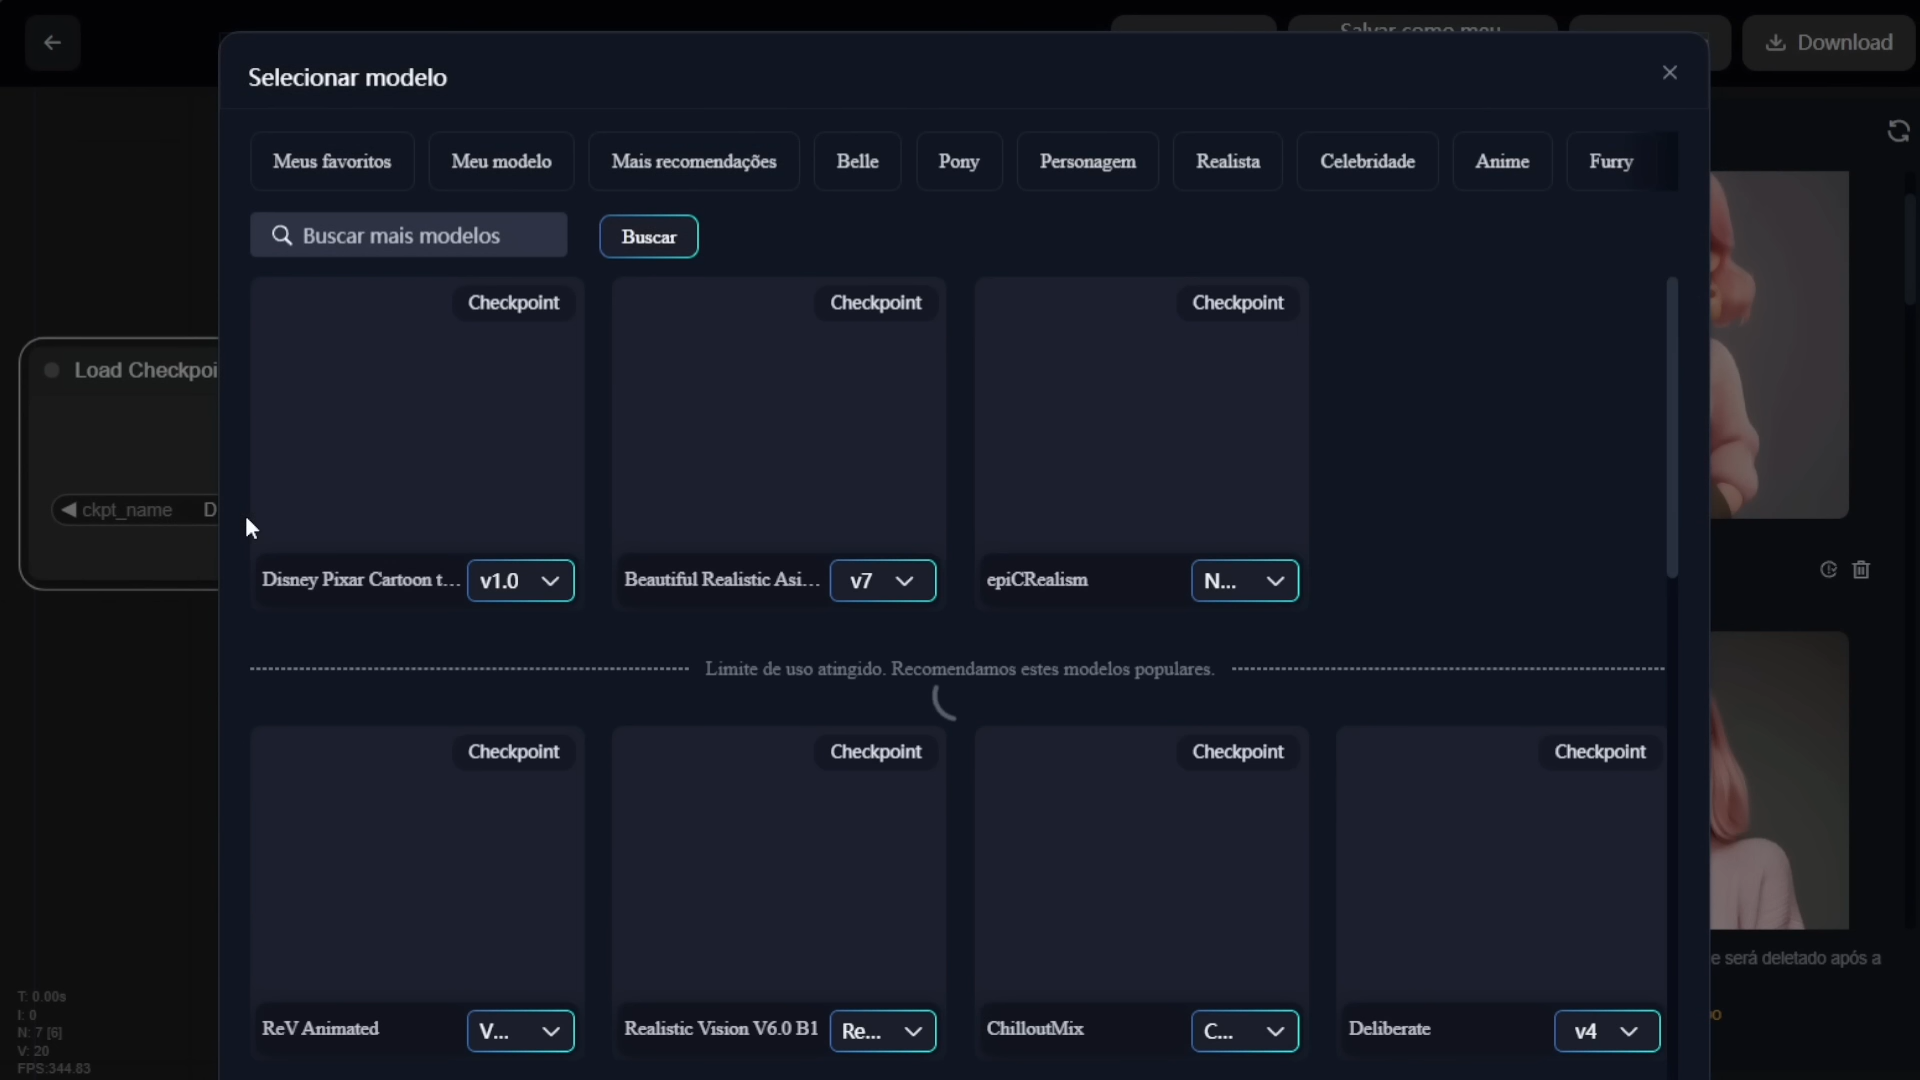 Download
Selecionar modelo
Meus favoritos
Meu modelo
Mais recomendações
Belle
Pony
Personagem
Realista
Celebridade
Anime
Furry
Buscar mais modelos
Buscar
Checkpoint
Checkpoint
Checkpoint
Load Checkpoi
ckpt_name D
Disney Pixar Cartoon t...
v1.0
Beautiful Realistic Asi...
v7
epiCRealism
N...
Limite de uso atingido. Recomendamos estes modelos populares.
Checkpoint
Checkpoint
Checkpoint
Checkpoint
e será deletado após a
ReV Animated
V...
Realistic Vision V6.0 B1
Re...
ChilloutMix
C...
Deliberate
v4
T: 0.00s
I: 0
N: 7 [6]
V: 20
FPS:344.83